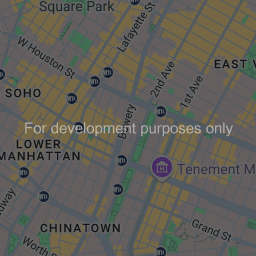 Square Park
Lafayette St
W Houston St
2nd Ave
EAST V
1st Ave
SOHO
Bowery
For development purposes only
LOWER
MANHATTAN
Tenement M
CHINATOWN
Grand St
Worth